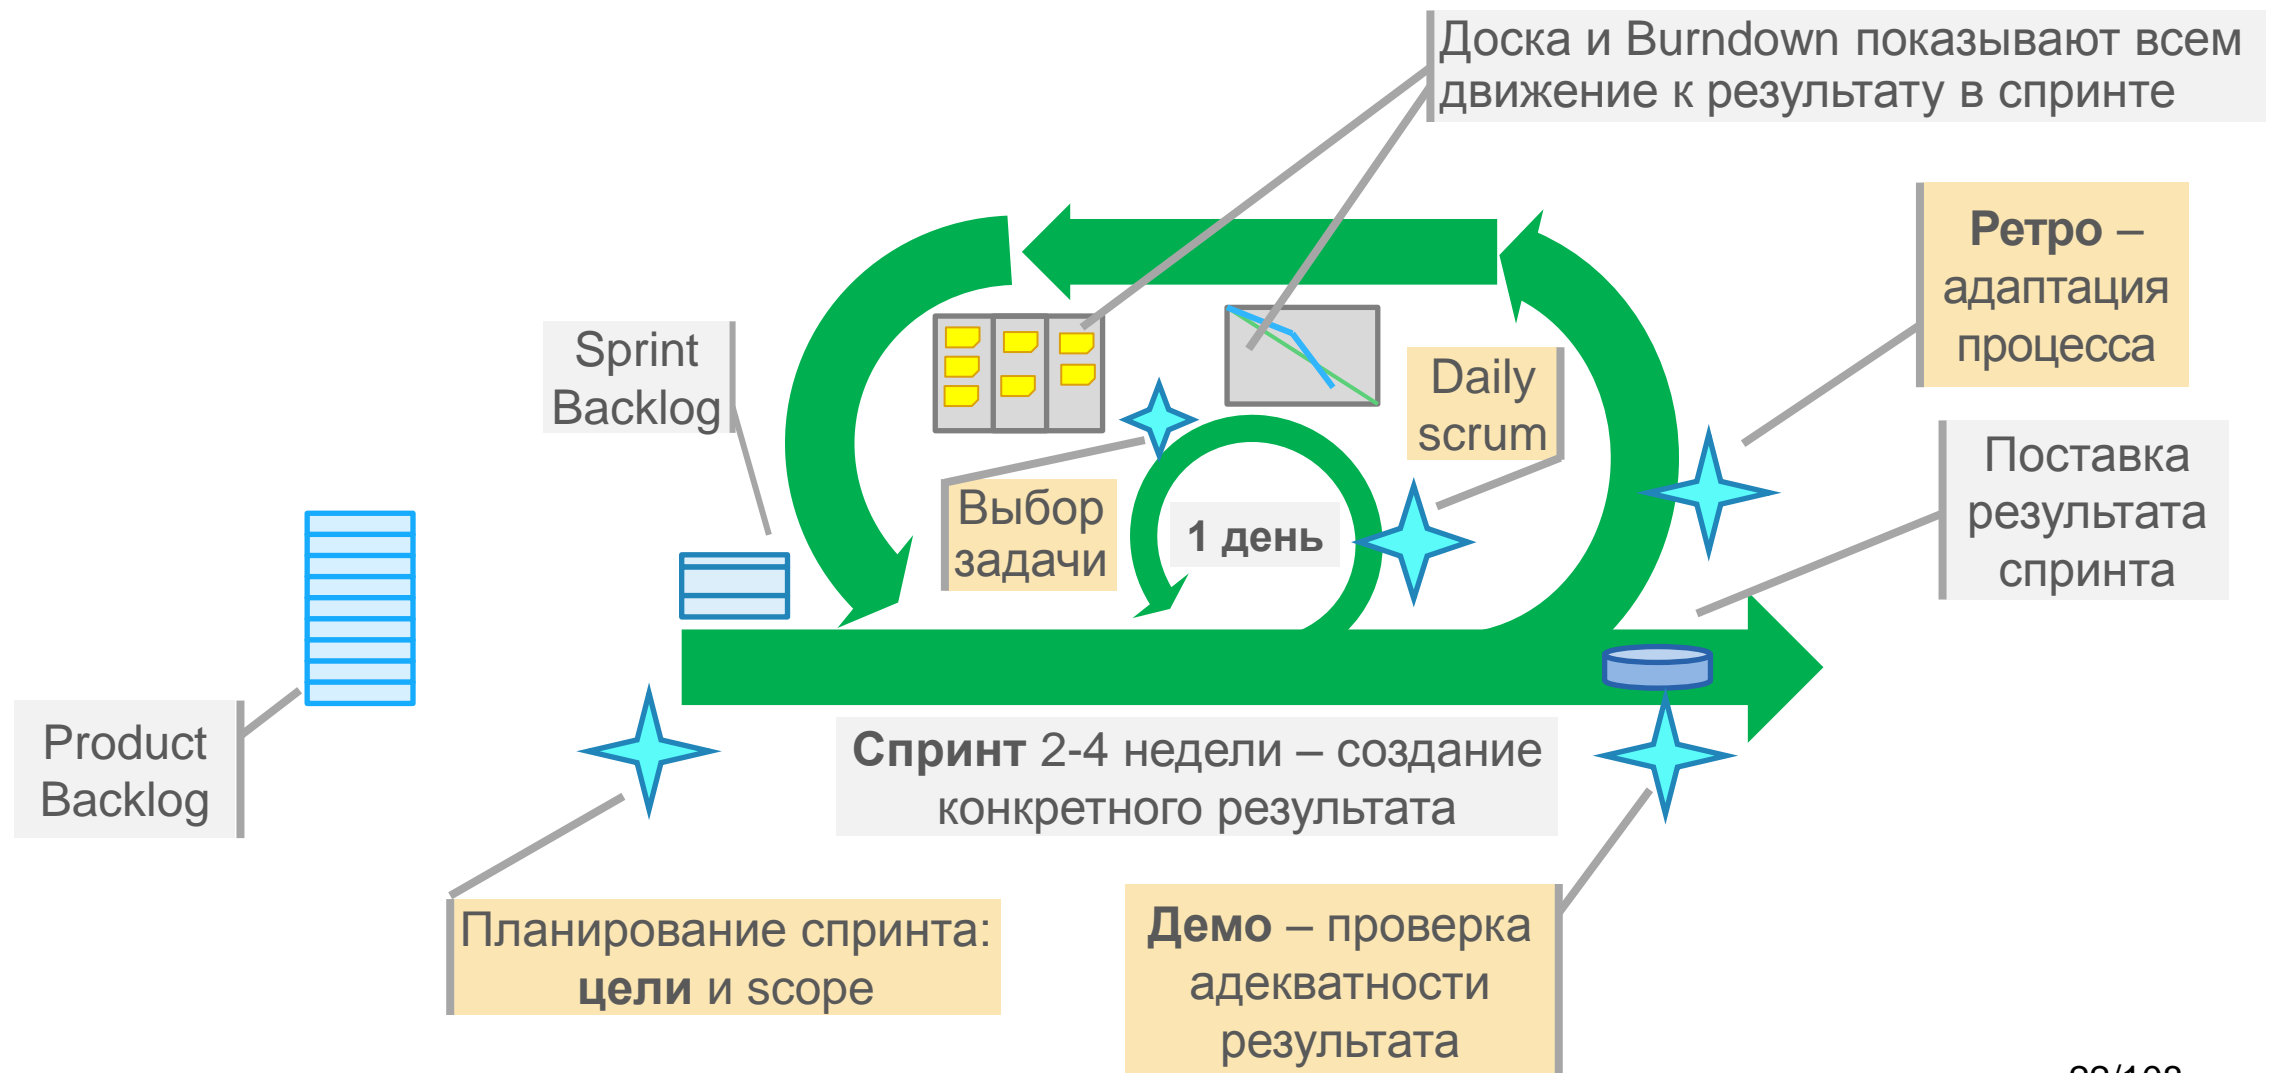 Доска и Burndown показывают всем
движение к результату в спринте
Ретро –
адаптация
процесса
Sprint
Backlog
Daily
scrum
Поставка
результата
спринта
Выбор
задачи
1 день
Product
Backlog
Спринт 2-4 недели – создание
конкретного результата
Планирование спринта:
цели и scope
Демо – проверка
адекватности
результата